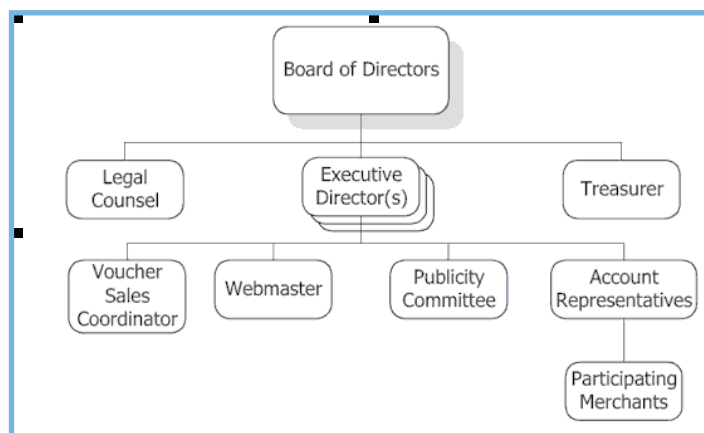 Board of Directors
Legal
Counsel
Executive
Director(s)
Treasurer
Voucher
Sales
Coordinator
Webmaster
Publicity
Committee
Account
Representatives
Participating
Merchants